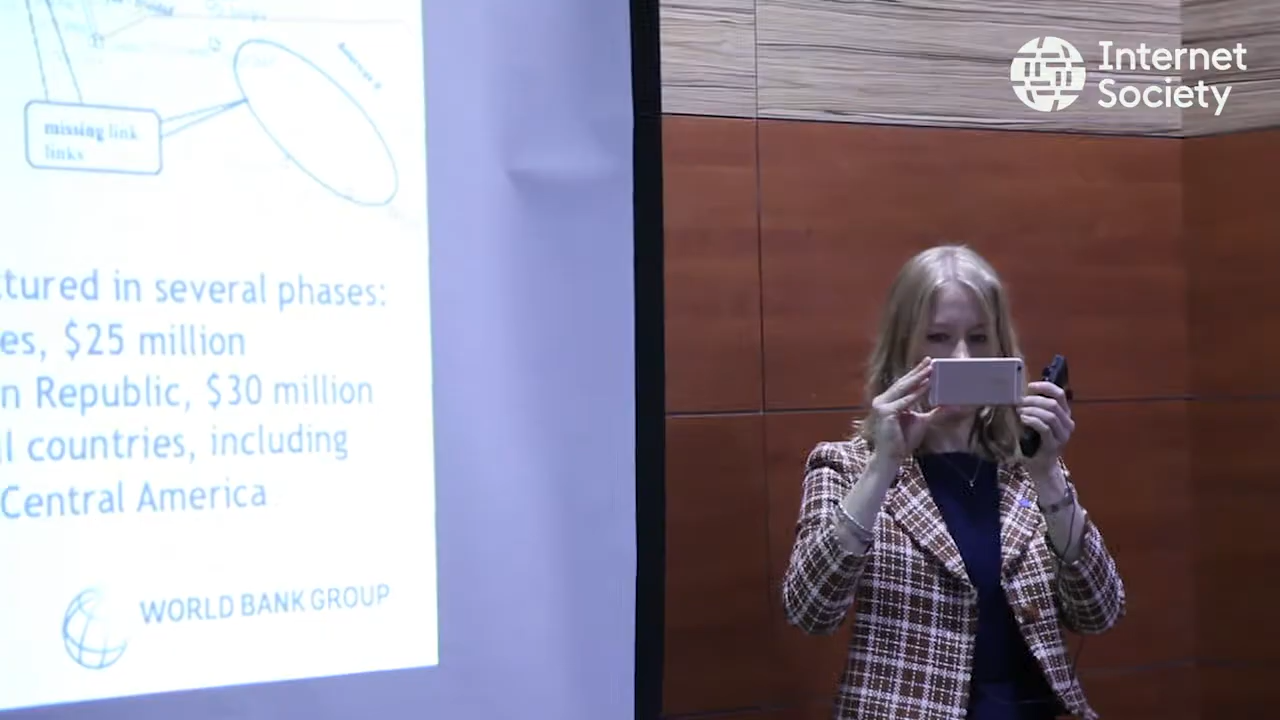 missing link
links
Internet
Society
ctured in several phases:
es, $25 million
n Republic, $30 million
l countries, including
Central America
WORLD BANK GROUP